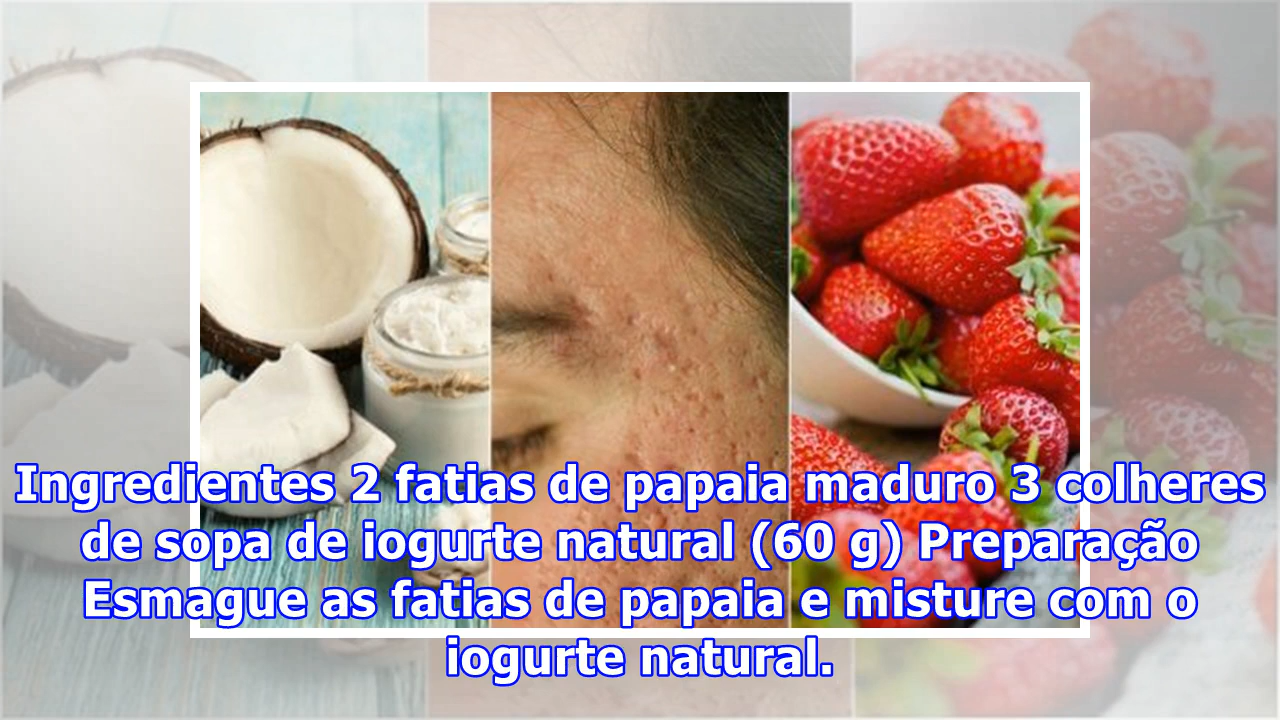 Ingredientes 2 fatias de papaia maduro 3 colheres
de sopa de iogurte natural (60 g) Preparação
Esmague as fatias de papaia e misture com o
iogurte natural.